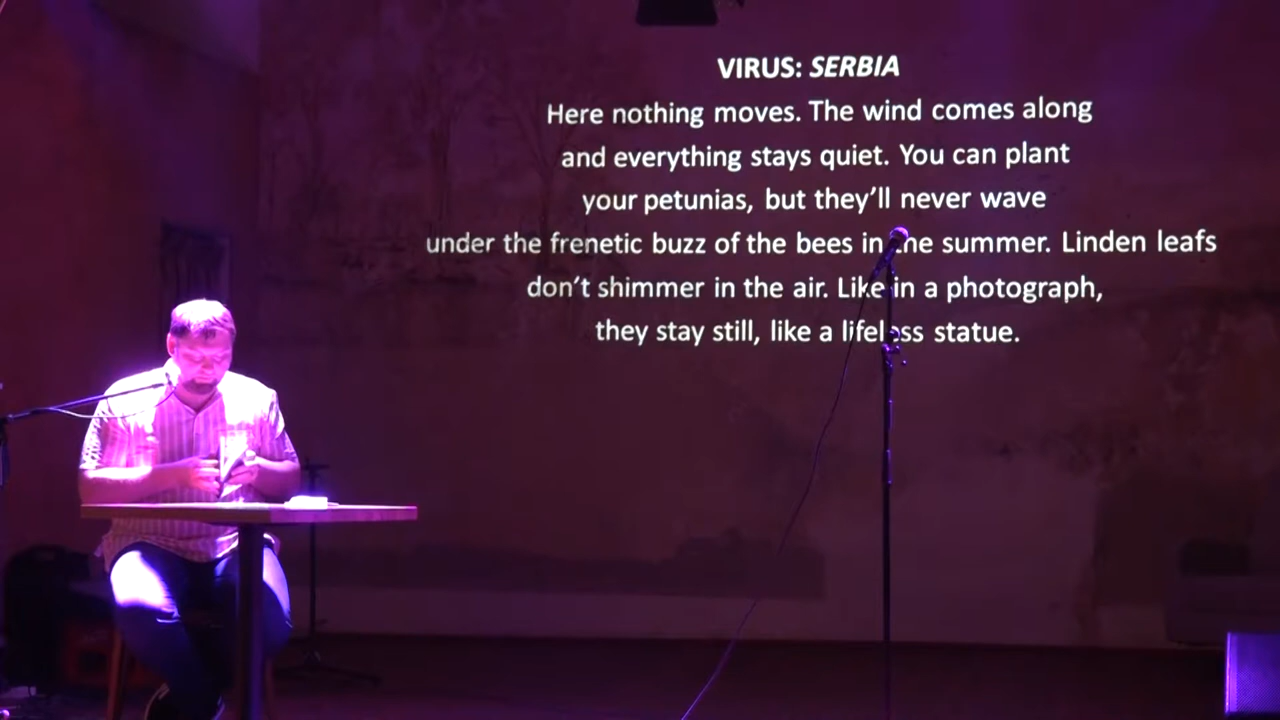 VIRUS: SERBIA
Here nothing moves. The wind comes along
and everything stays quiet. You can plant
your petunias, but they'll never wave
under the frenetic buzz of the bees in the summer. Linden leafs
don't shimmer in the air. Like in a photograph,
they stay still, like a lifeless statue.